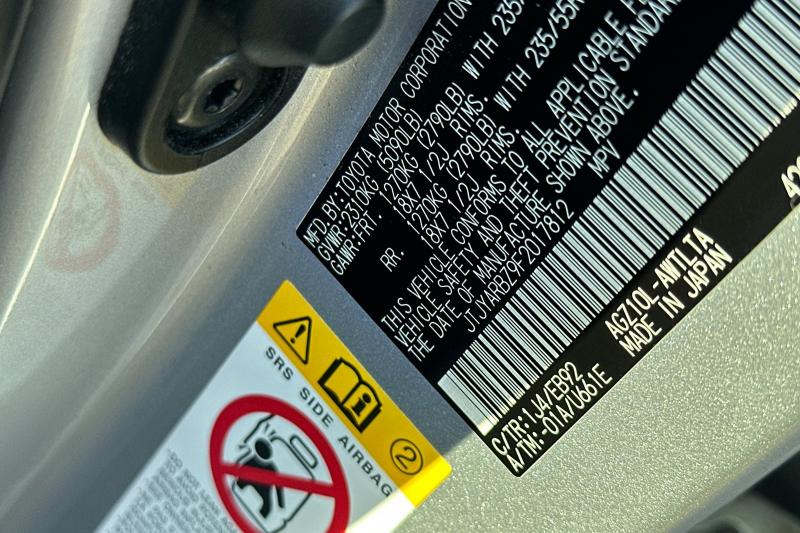 MFD BY: TOYOTA MOTOR CORPORATION
GVWR: 2310KG (5090LB)
GAWR: FRT. 1270KG (2790LB) WITH 235
18X7 1/2J RIMS.
RR. 1270KG (2790LB) WITH 235/55R
18X7 1/2J RIMS.
THIS VEHICLE CONFORMS TO ALL APPLICABLE
VEHICLE SAFETY AND THEFT PREVENTION STANDAR
THE DATE OF MANUFACTURE SHOWN ABOVE.
JTJYARBZ9F2017812 MPV
C/TR:1J4/EB92 AGZ10L-AWTLTA
A/TM:-01A/U661E MADE IN JAPAN
42
SRS SIDE AIRBAG
2